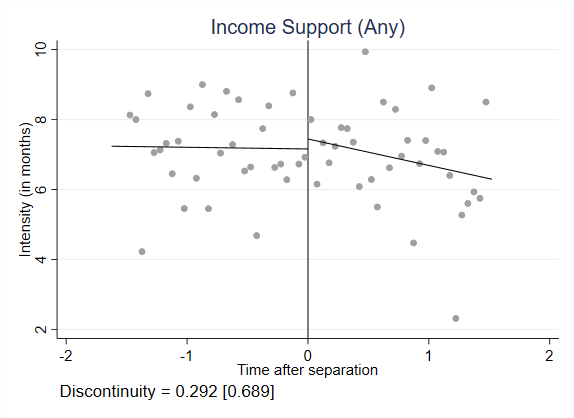 Income Support (Any)
Intensity (in months)
10
8
6
4
2
-2 -1 0 1 2
Time after separation
Discontinuity = 0.292 [0.689]